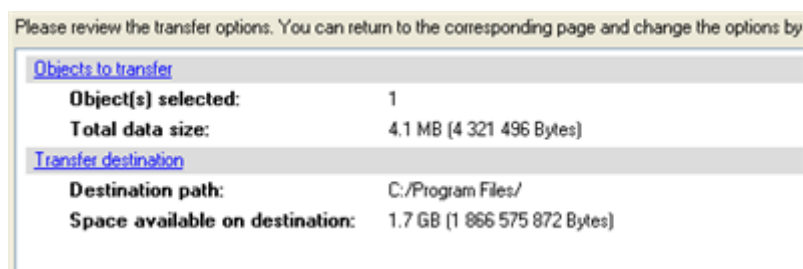 Please review the transfer options. You can return to the corresponding page and change the options by
Objects to transfer
Object(s) selected: 1
Total data size: 4.1 MB (4 321 496 Bytes)
Transfer destination
Destination path: C:/Program Files/
Space available on destination: 1.7 GB (1 866 575 872 Bytes)